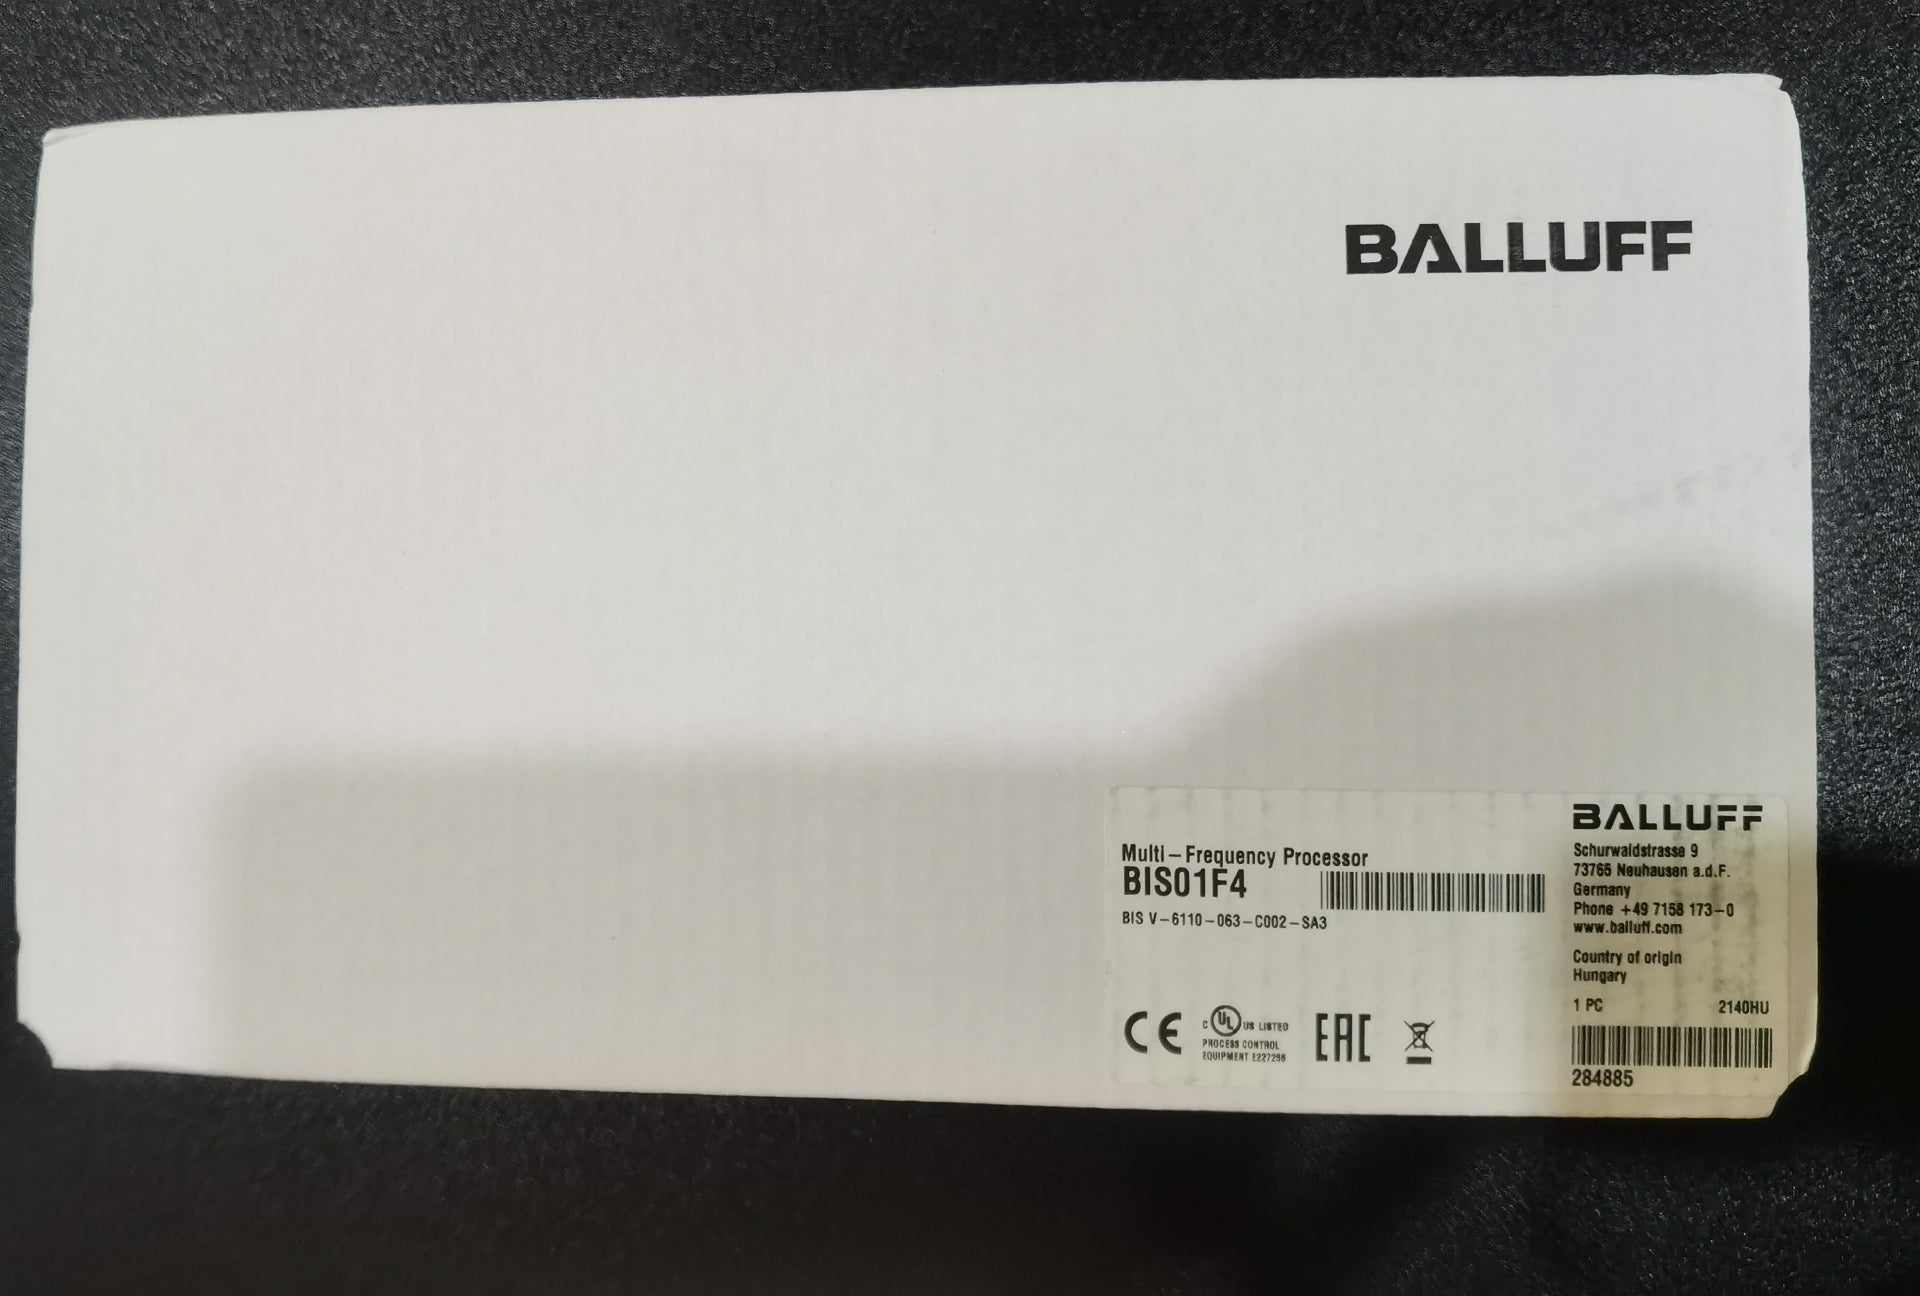 BALLUFF
Multi-Frequency Processor
BIS01F4
BIS V-6110-063-C002-SA3
CE
C UL US LISTED
PROCESS CONTROL
EQUIPMENT E227256
EAC
BALLUFF
Schurwaldstrasse 9
73765 Neuhausen a.d.F.
Germany
Phone +49 7158 173-0
www.balluff.com
Country of origin
Hungary
1 PC 2140HU
284885